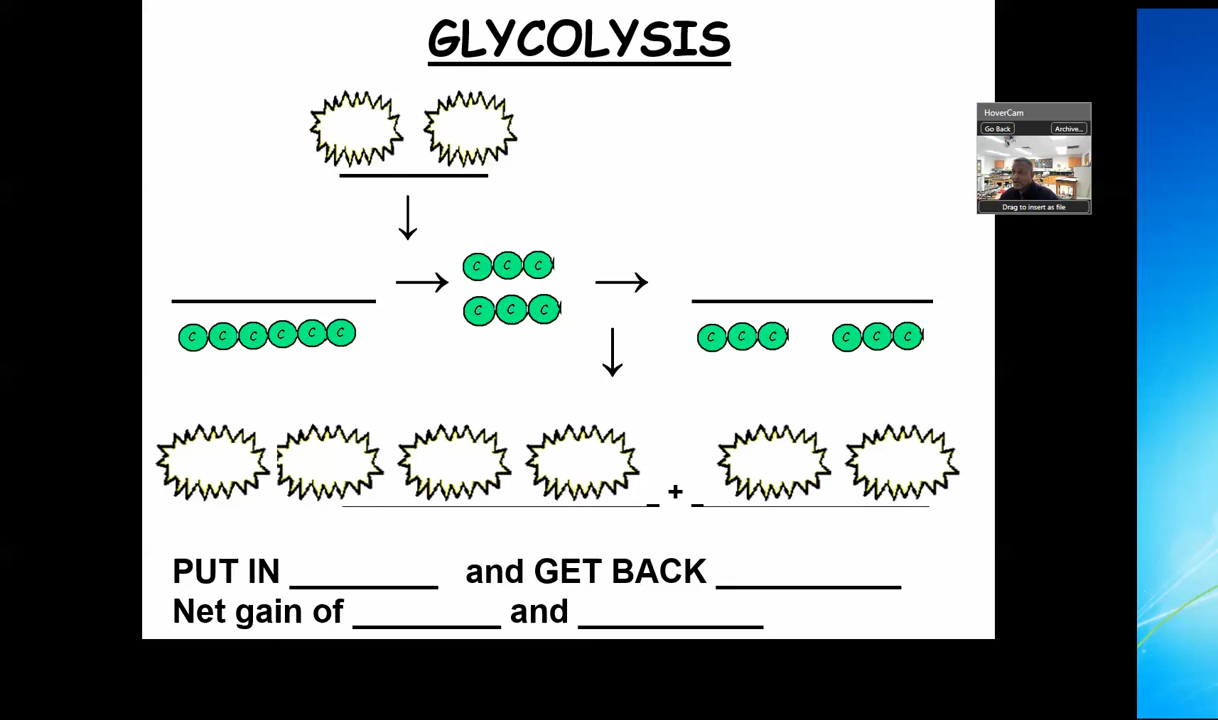 GLYCOLYSIS
HoverCam
Go Back Archive...
Drag to insert as file
C C C
C C C
C C C C C C
C C C C C C
_ + _
PUT IN ________ and GET BACK __________
Net gain of ________ and __________